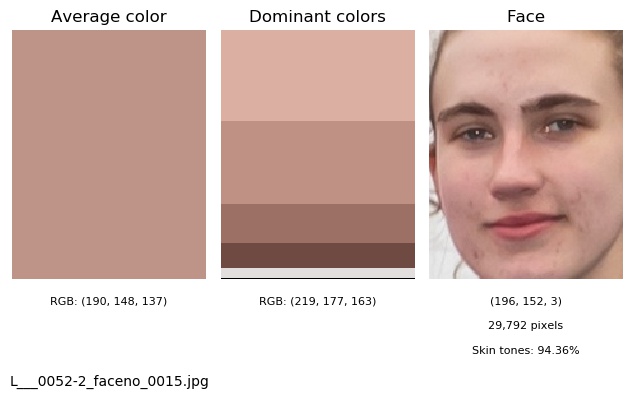 Average color
Dominant colors
Face
RGB: (190, 148, 137)
RGB: (219, 177, 163)
(196, 152, 3)
29,792 pixels
Skin tones: 94.36%
L___0052-2_faceno_0015.jpg